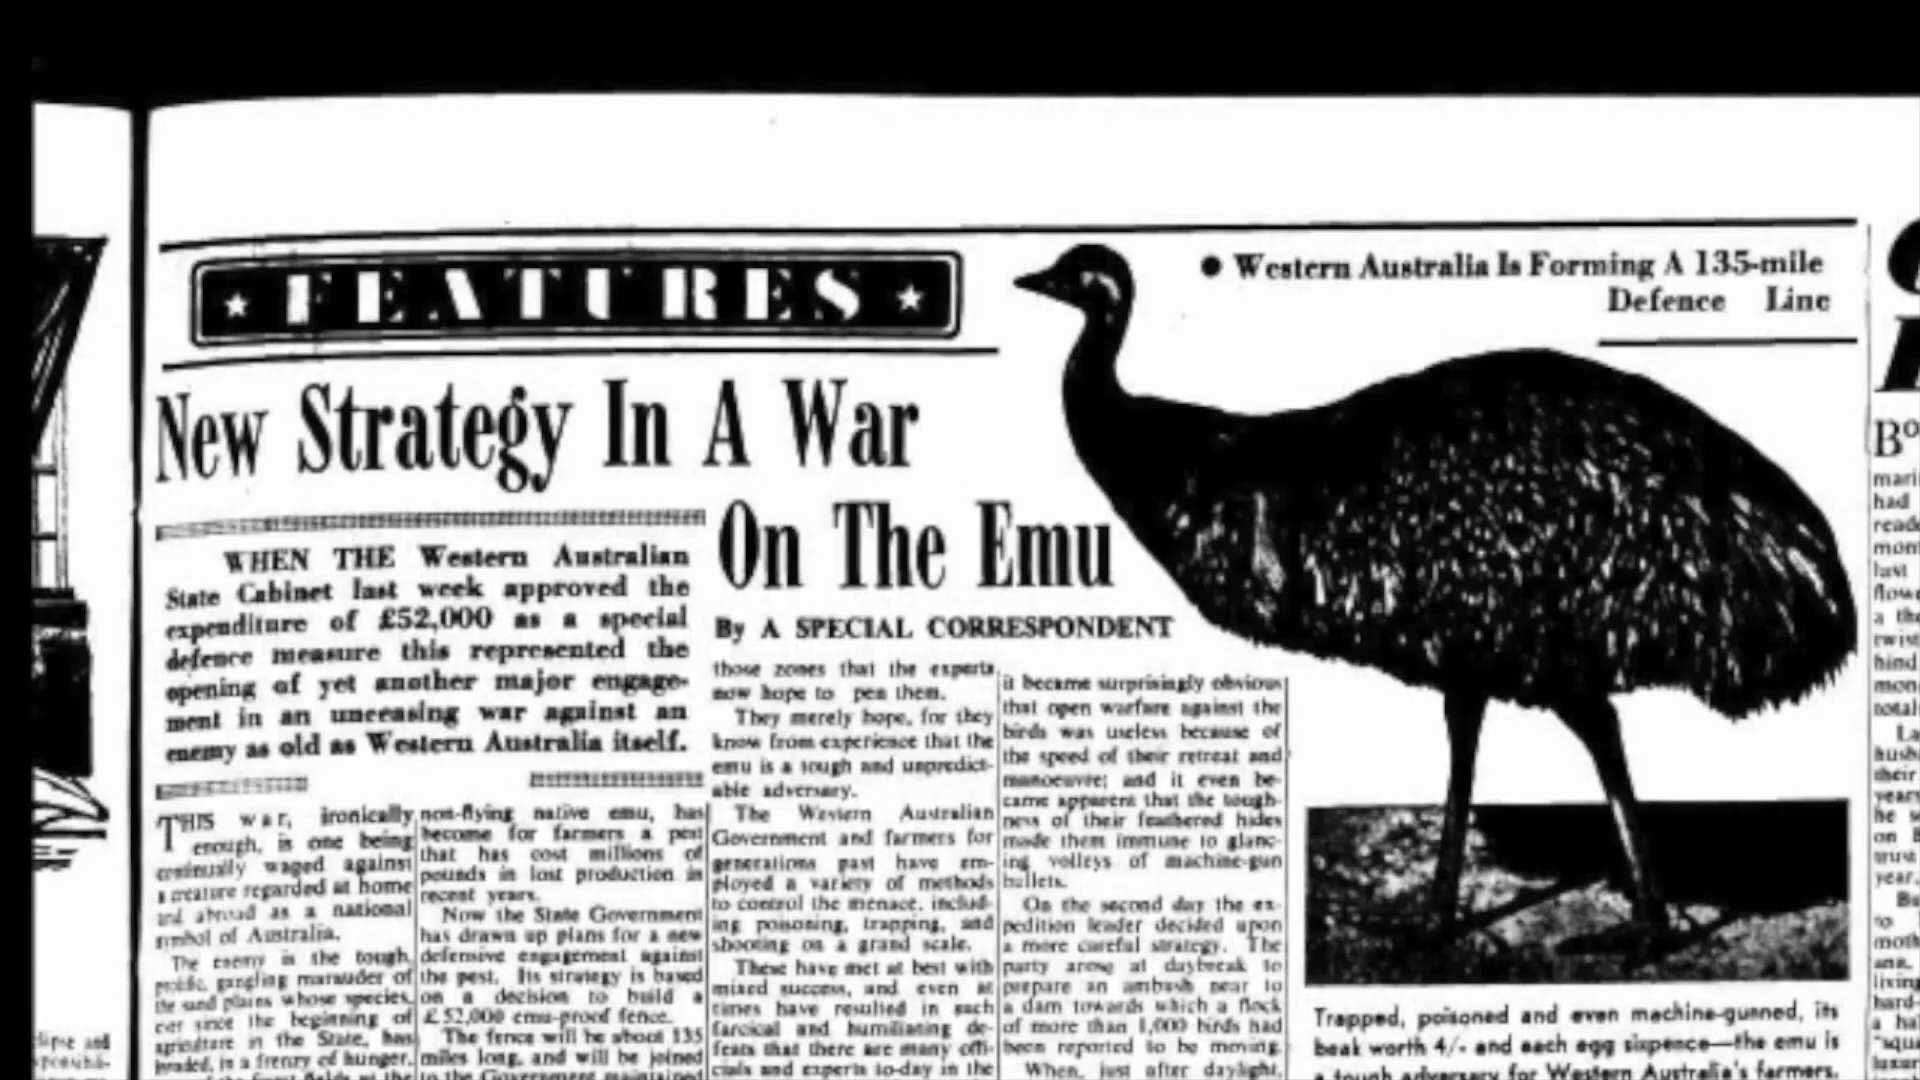 ★ FEATURES ★
● Western Australia Is Forming A 135-mile
Defence Line
New Strategy In A War
On The Emu
By A SPECIAL CORRESPONDENT
WHEN THE Western Australian
State Cabinet last week approved the
expenditure of £52,000 as a special
defence measure this represented the
opening of yet another major engage-
ment in an unceasing war against an
enemy as old as Western Australia itself.
THIS war, ironically
enough, is one being
continually waged against
a creature regarded at home
and abroad as a national
symbol of Australia.
The enemy is the tough,
prolific, gangling marauder of
the sand plains whose species,
ever since the beginning of
agriculture in the State, has
invaded, in a frenzy of hunger,
non-flying native emu, has
become for farmers a pest
that has cost millions of
pounds in lost production in
recent years.
Now the State Government
has drawn up plans for a new
defensive engagement against
the pest. Its strategy is based
on a decision to build a
£52,000 emu-proof fence.
The fence will be about 135
miles long, and will be joined
to the Government maintained
those zones that the experts
now hope to pen them.
They merely hope, for they
know from experience that the
emu is a tough and unpredict-
able adversary.
The Western Australian
Government and farmers for
generations past have em-
ployed a variety of methods
to control the menace, includ-
ing poisoning, trapping, and
shooting on a grand scale.
These have met at best with
mixed success, and even at
times have resulted in such
farcical and humiliating de-
feats that there are many offi-
cials and experts to-day in the
it became surprisingly obvious
that open warfare against the
birds was useless because of
the speed of their retreat and
manoeuvre; and it even be-
came apparent that the tough-
ness of their feathered hides
made them immune to glanc-
ing volleys of machine-gun
bullets.
On the second day the ex-
pedition leader decided upon
a more careful strategy. The
party arose at daybreak to
prepare an ambush near to
a dam towards which a flock
of more than 1,000 birds had
been reported to be moving.
When, just after daylight,
Trapped, poisoned and even machine-gunned, its
beak worth 4/- and each egg sixpence—the emu is
a tough adversary for Western Australia's farmers.